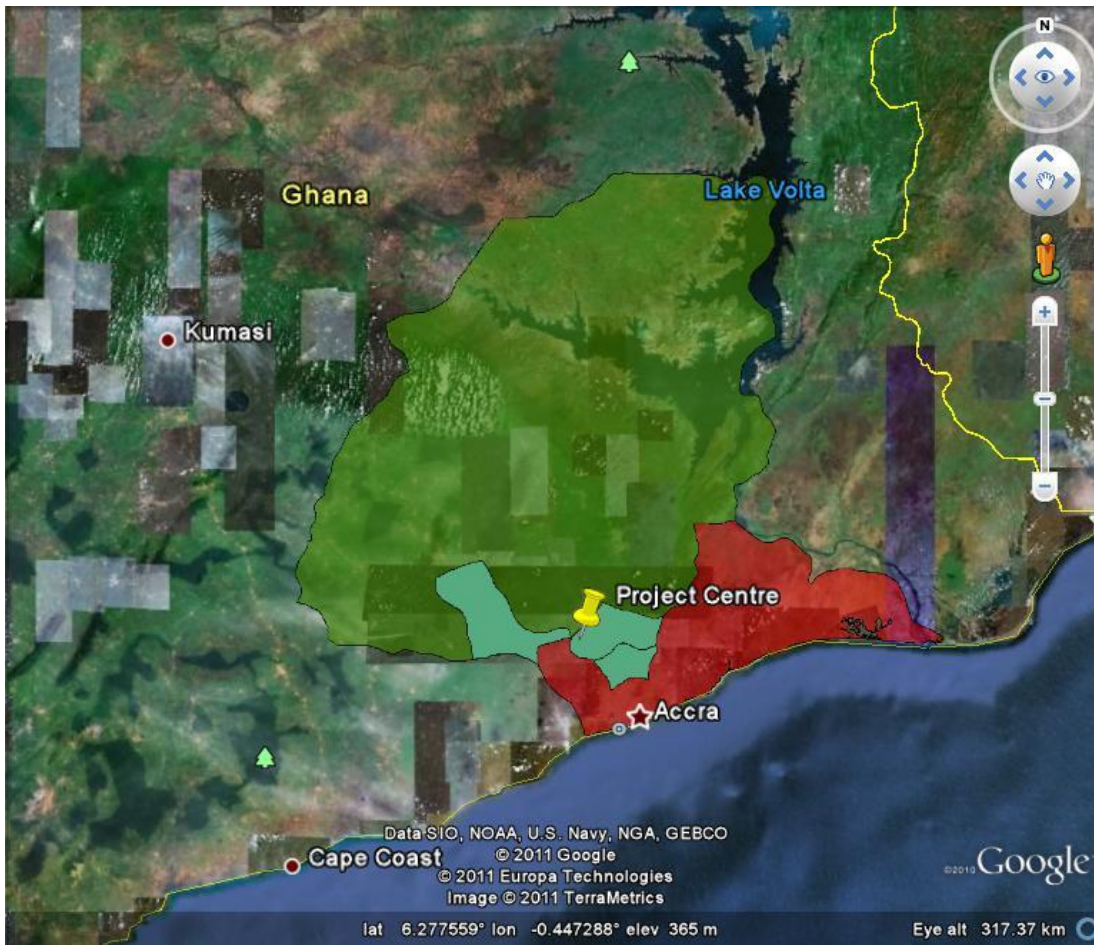 N
Lake Volta
Ghana
Kumasi
Project Centre
Accra
Cape Coast
Data SIO, NOAA, U.S. Navy, NGA, GEBCO
© 2011 Google
© 2011 Europa Technologies
Image © 2011 TerraMetrics
©2010 Google
lat 6.277559° lon -0.447288° elev 365 m
Eye alt 317.37 km